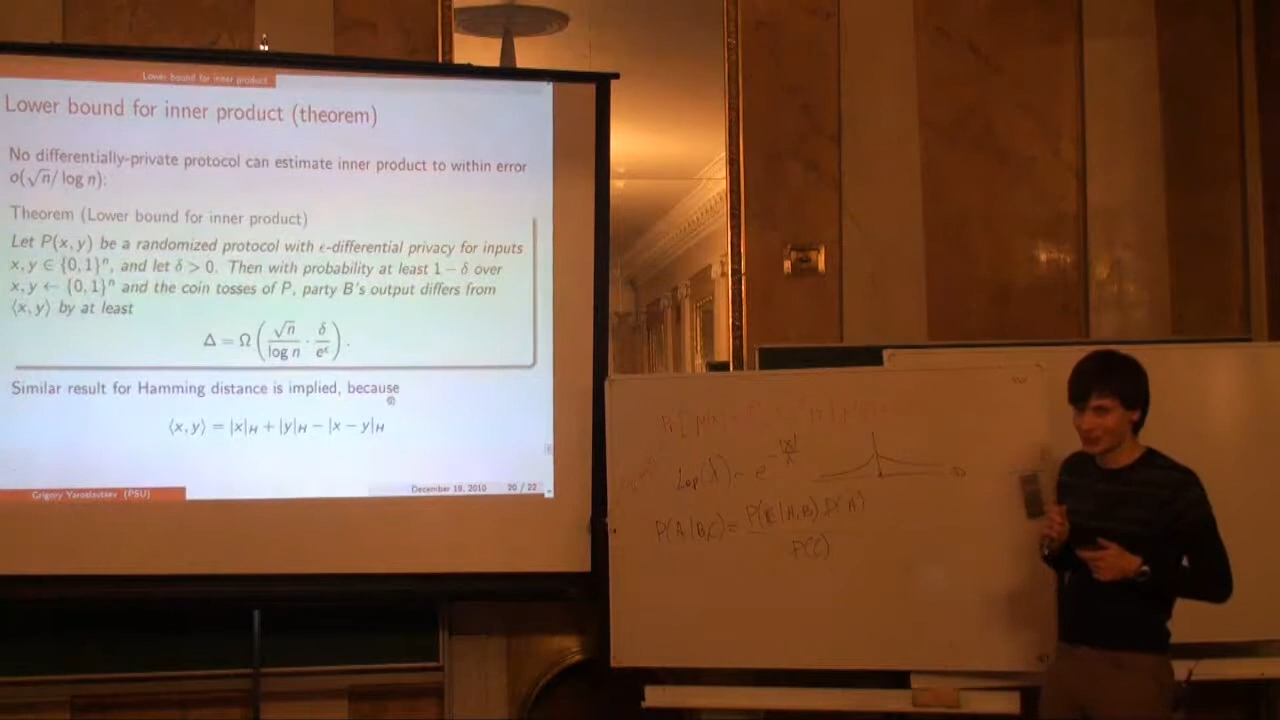 Lower bound for inner product
Lower bound for inner product (theorem)
No differentially-private protocol can estimate inner product to within error
o(√n/ log n):
Theorem (Lower bound for inner product)
Let P(x, y) be a randomized protocol with ϵ-differential privacy for inputs
x, y ∈ {0, 1}ⁿ, and let δ > 0. Then with probability at least 1 − δ over
x, y ← {0, 1}ⁿ and the coin tosses of P, party B's output differs from
⟨x, y⟩ by at least
Δ = Ω(√n/log n · δ/e^ϵ).
Similar result for Hamming distance is implied, because
⟨x, y⟩ = |x|_H + |y|_H − |x − y|_H
Grigory Yaroslavtsev (PSU)
December 19, 2010 20 / 22
Lap(λ) ~ e^(-|x|/λ)
P(A|B,C) = P(C|A,B) P(A) / P(C)